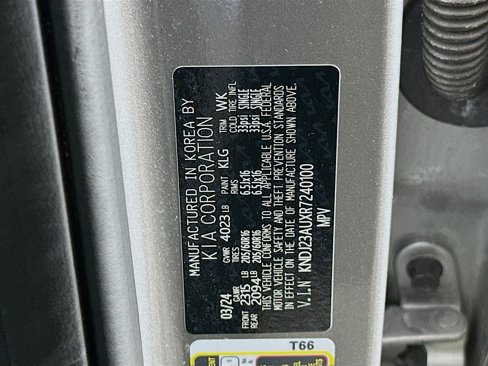 MANUFACTURED IN KOREA BY
KIA CORPORATION
03/24 GVWR 4023 LB PAINT KLG TRIM WK
GAWR TIRES RIMS COLD TIRE INFL
FRONT 2315 LB 205/60R16 6.5Jx16 33psi SINGLE
REAR 2094 LB 205/60R16 6.5Jx16 33psi SINGLE
THIS VEHICLE CONFORMS TO ALL APPLICABLE U.S.A. FEDERAL
MOTOR VEHICLE SAFETY AND THEFT PREVENTION STANDARDS
IN EFFECT ON THE DATE OF MANUFACTURE SHOWN ABOVE.
V.I.N KNDJ23AUXR7240100
MPV
T66